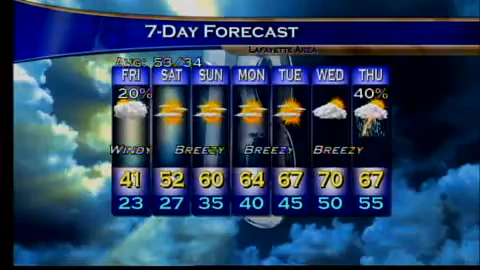 7-DAY FORECAST
LAFAYETTE AREA
AVG: 53/34
FRI SAT SUN MON TUE WED THU
20% 40%
WINDY BREEZY BREEZY BREEZY
41 52 60 64 67 70 67
23 27 35 40 45 50 55